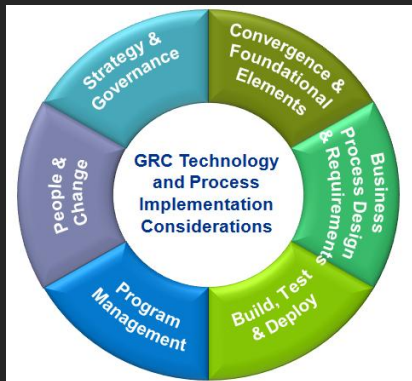 GRC Technology
and Process
Implementation
Considerations
Strategy &
Governance
Convergence &
Foundational
Elements
Business
Process Design
& Requirements
Build, Test
& Deploy
Program
Management
People &
Change